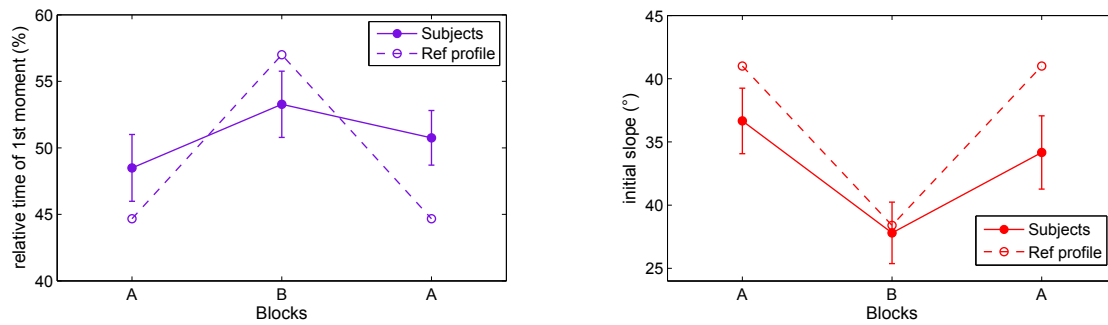 60
55
50
45
40
relative time of 1st moment (%)
Subjects
Ref profile
A B A
Blocks
45
40
35
40
25
initial slope (°)
Subjects
Ref profile
A B A
Blocks